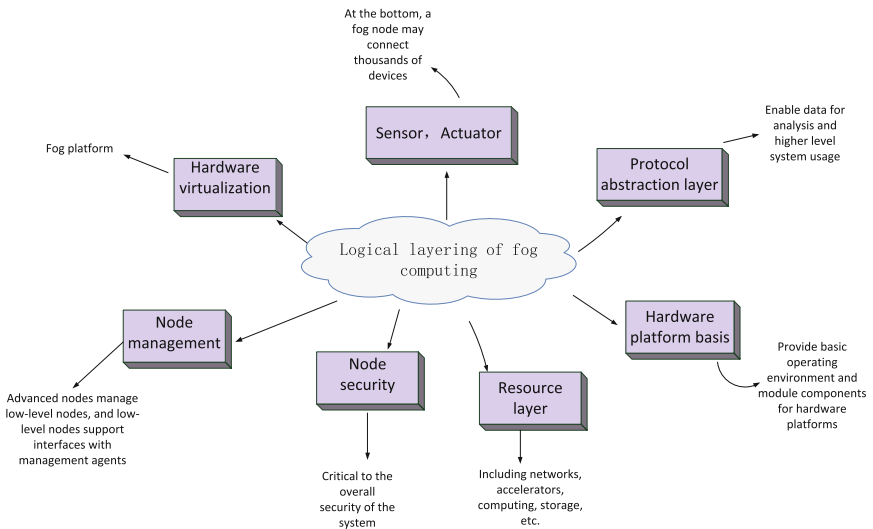 At the bottom, a
fog node may
connect
thousands of
devices
Sensor，Actuator
Enable data for
analysis and
higher level
system usage
Protocol
abstraction layer
Fog platform
Hardware
virtualization
Logical layering of fog
computing
Node
management
Hardware
platform basis
Node
security
Resource
layer
Provide basic
operating
environment and
module components
for hardware
platforms
Advanced nodes manage
low-level nodes, and low-
level nodes support
interfaces with
management agents
Critical to the
overall
security of the
system
Including networks,
accelerators,
computing, storage,
etc.